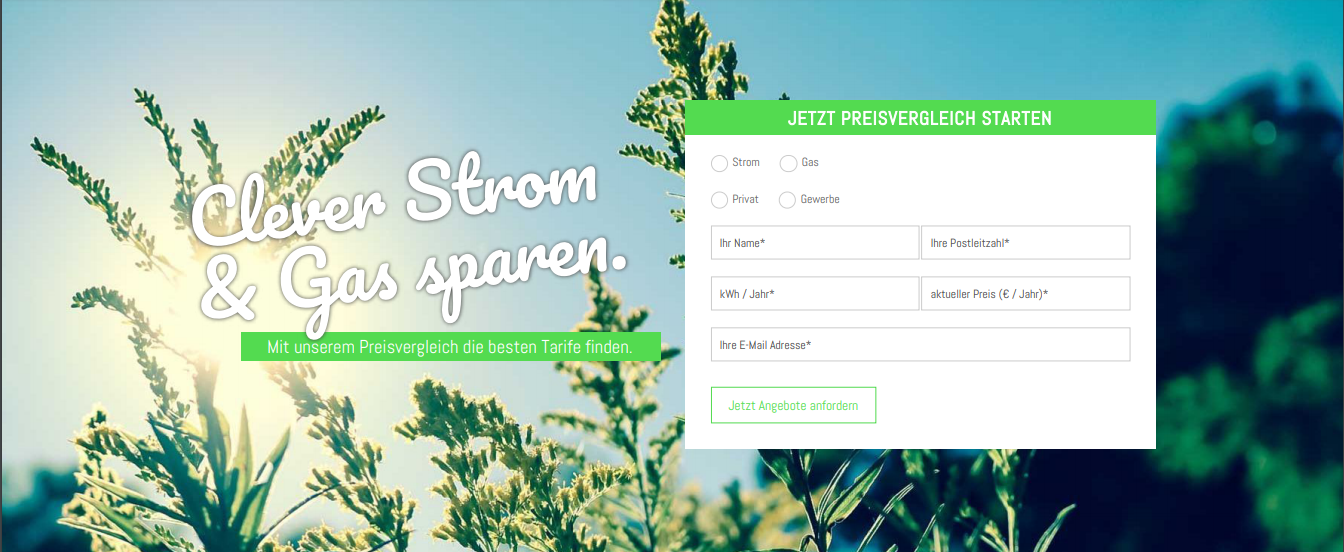 Clever Strom
& Gas sparen.
Mit unserem Preisvergleich die besten Tarife finden.
JETZT PREISVERGLEICH STARTEN
Strom Gas
Privat Gewerbe
Ihr Name* Ihre Postleitzahl*
kWh / Jahr* aktueller Preis (€ / Jahr)*
Ihre E-Mail Adresse*
Jetzt Angebote anfordern